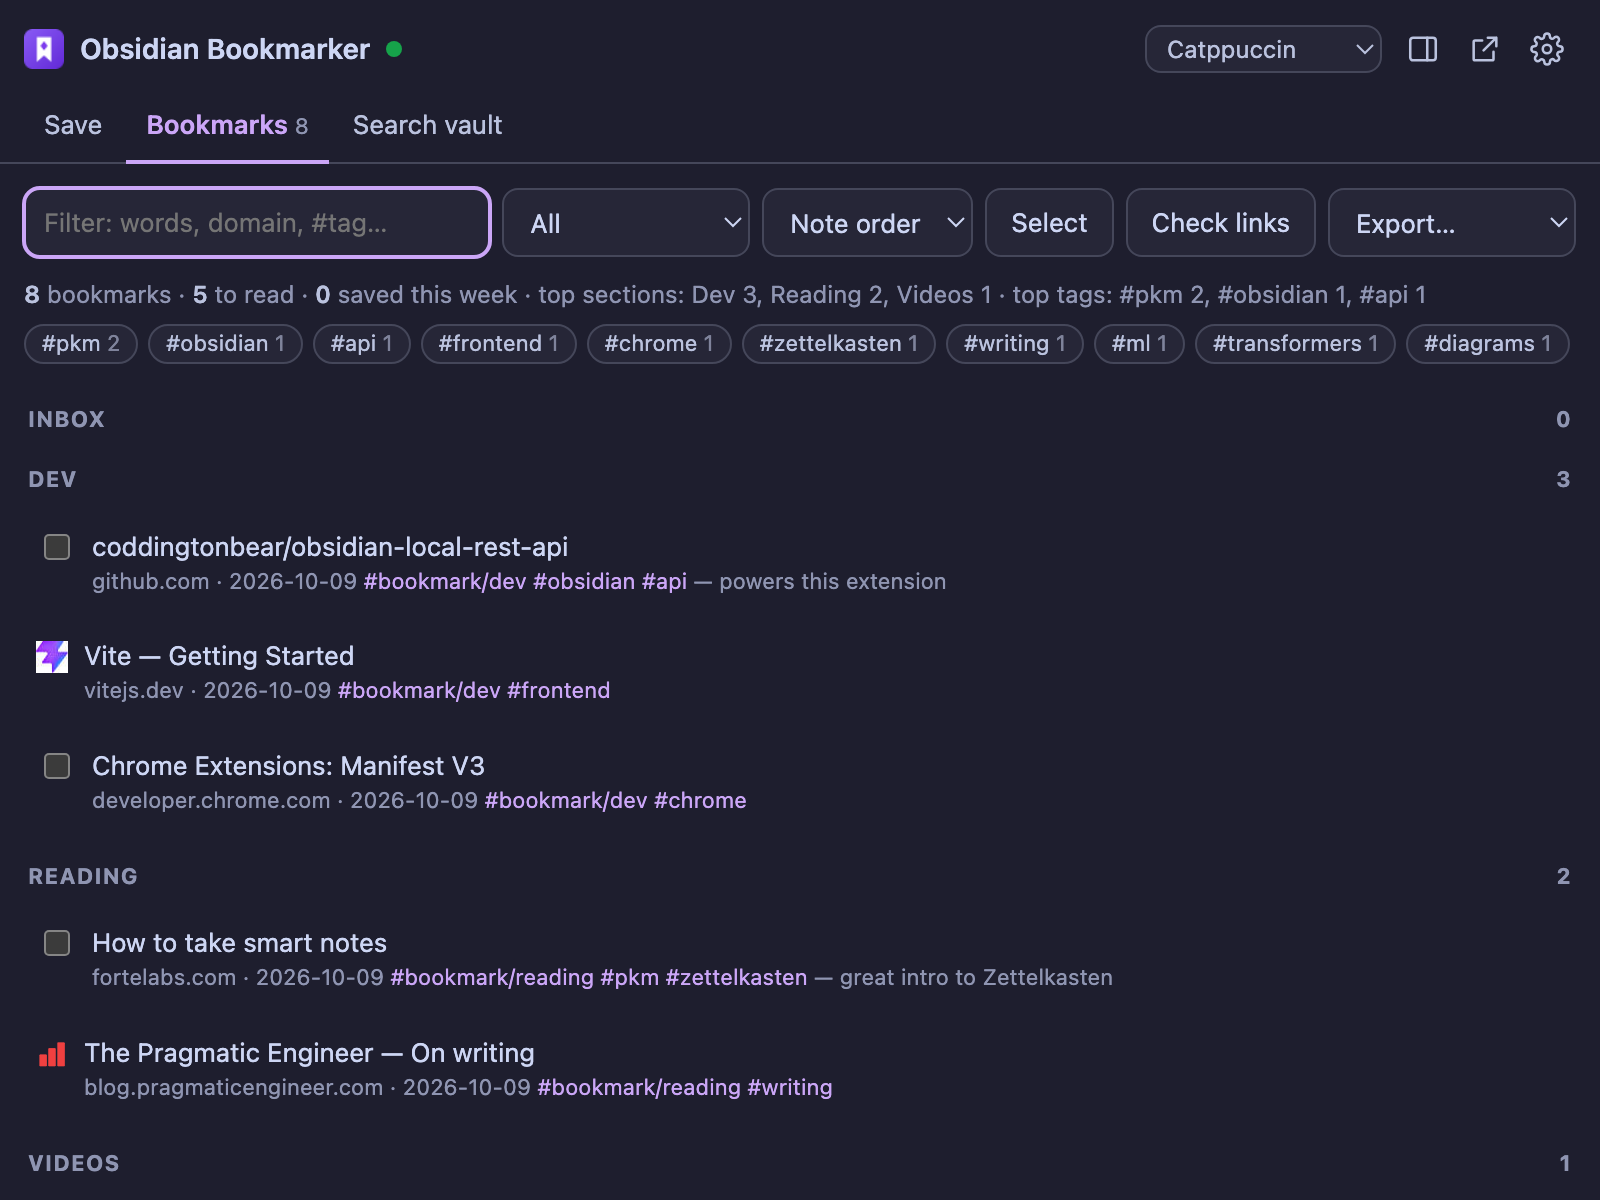 Obsidian Bookmarker
Catppuccin
Save
Bookmarks 8
Search vault
Filter: words, domain, #tag...
All
Note order
Select
Check links
Export...
8 bookmarks · 5 to read · 0 saved this week · top sections: Dev 3, Reading 2, Videos 1 · top tags: #pkm 2, #obsidian 1, #api 1
#pkm 2
#obsidian 1
#api 1
#frontend 1
#chrome 1
#zettelkasten 1
#writing 1
#ml 1
#transformers 1
#diagrams 1
INBOX 0
DEV 3
coddingtonbear/obsidian-local-rest-api
github.com · 2026-10-09 #bookmark/dev #obsidian #api — powers this extension
Vite — Getting Started
vitejs.dev · 2026-10-09 #bookmark/dev #frontend
Chrome Extensions: Manifest V3
developer.chrome.com · 2026-10-09 #bookmark/dev #chrome
READING 2
How to take smart notes
fortelabs.com · 2026-10-09 #bookmark/reading #pkm #zettelkasten — great intro to Zettelkasten
The Pragmatic Engineer — On writing
blog.pragmaticengineer.com · 2026-10-09 #bookmark/reading #writing
VIDEOS 1